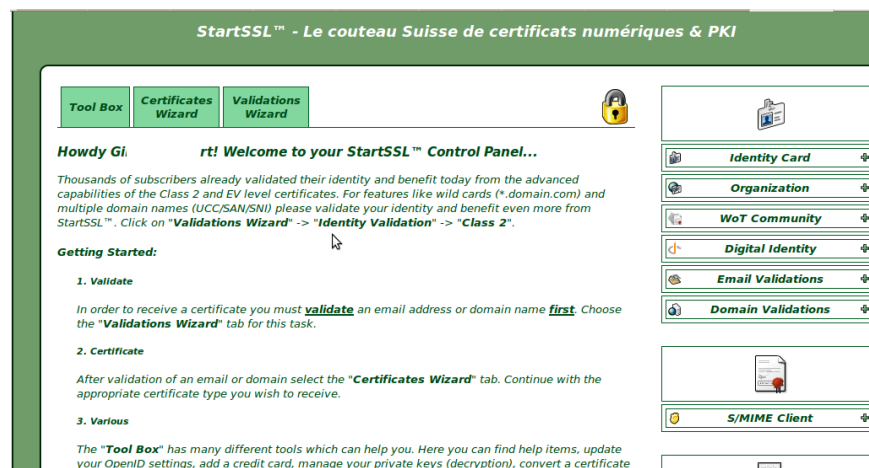 StartSSL™ - Le couteau Suisse de certificats numériques & PKI
Tool Box
Certificates
Wizard
Validations
Wizard
Howdy Gi rt! Welcome to your StartSSL™ Control Panel...
Thousands of subscribers already validated their identity and benefit today from the advanced
capabilities of the Class 2 and EV level certificates. For features like wild cards (*.domain.com) and
multiple domain names (UCC/SAN/SNI) please validate your identity and benefit even more from
StartSSL™. Click on "Validations Wizard" -> "Identity Validation" -> "Class 2".
Getting Started:
1. Validate
In order to receive a certificate you must validate an email address or domain name first. Choose
the "Validations Wizard" tab for this task.
2. Certificate
After validation of an email or domain select the "Certificates Wizard" tab. Continue with the
appropriate certificate type you wish to receive.
3. Various
The "Tool Box" has many different tools which can help you. Here you can find help items, update
your OpenID settings, add a credit card, manage your private keys (decryption), convert a certificate
Identity Card
Organization
WoT Community
Digital Identity
Email Validations
Domain Validations
S/MIME Client